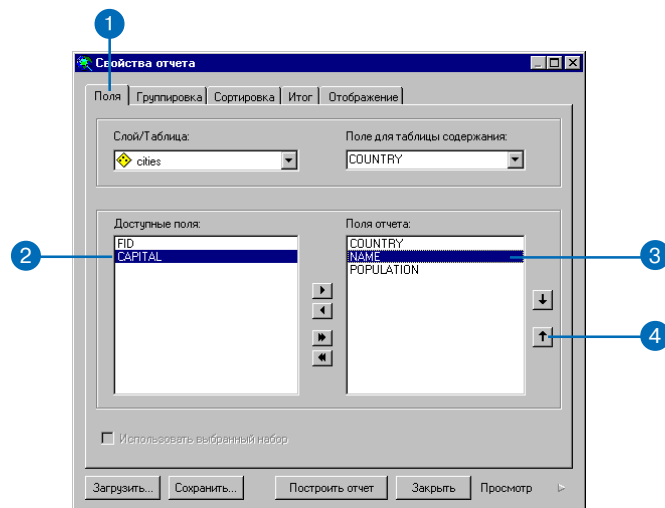 1
Свойства отчета
Поля Группировка Сортировка Итог Отображение
Слой/Таблица: Поле для таблицы содержания:
cities COUNTRY
Доступные поля: Поля отчета:
FID COUNTRY
2 CAPITAL NAME 3
POPULATION
4
Использовать выбранный набор
Загрузить... Сохранить... Построить отчет Закрыть Просмотр